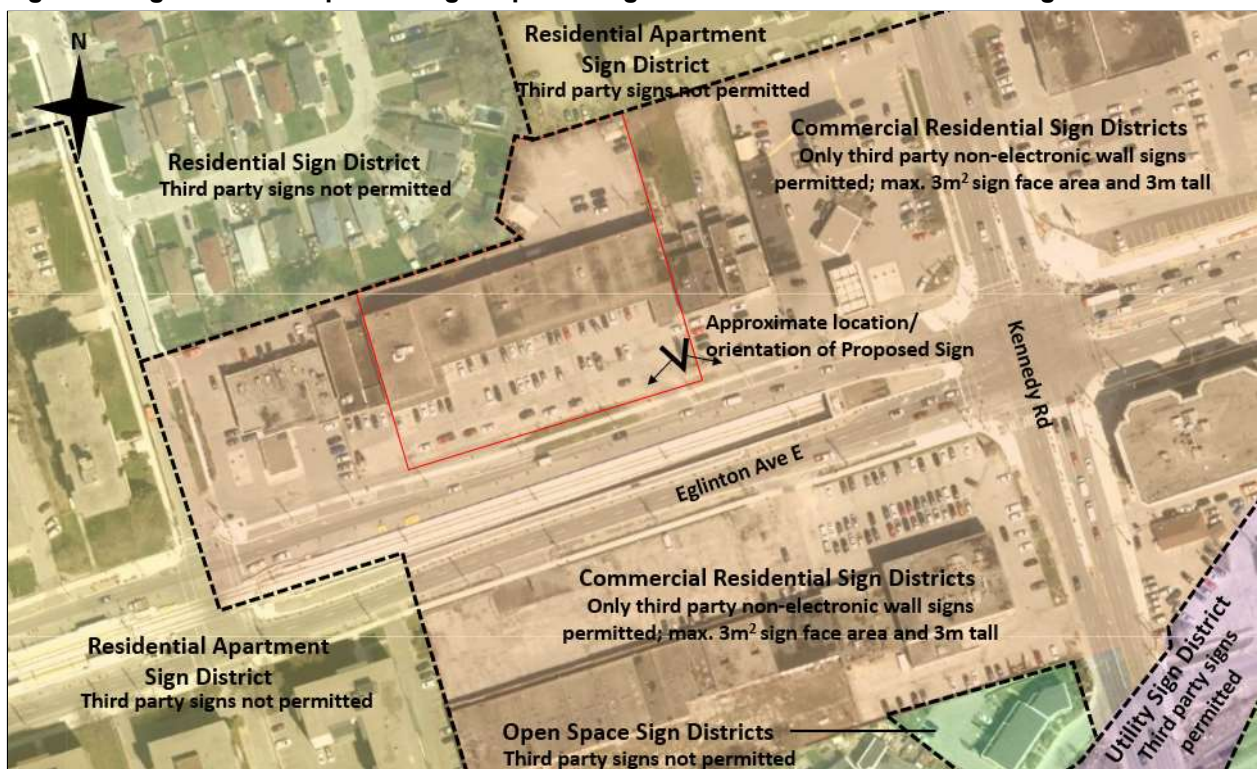 N
Residential Apartment
Sign District
Third party signs not permitted
Residential Sign District
Third party signs not permitted
Commercial Residential Sign Districts
Only third party non-electronic wall signs
permitted; max. 3m² sign face area and 3m tall
Approximate location/
orientation of Proposed Sign
Kennedy Rd
Eglinton Ave E
Commercial Residential Sign Districts
Only third party non-electronic wall signs
permitted; max. 3m² sign face area and 3m tall
Residential Apartment
Sign District
Third party signs not permitted
Open Space Sign Districts
Third party signs not permitted
Utility Sign District
Third party signs
permitted